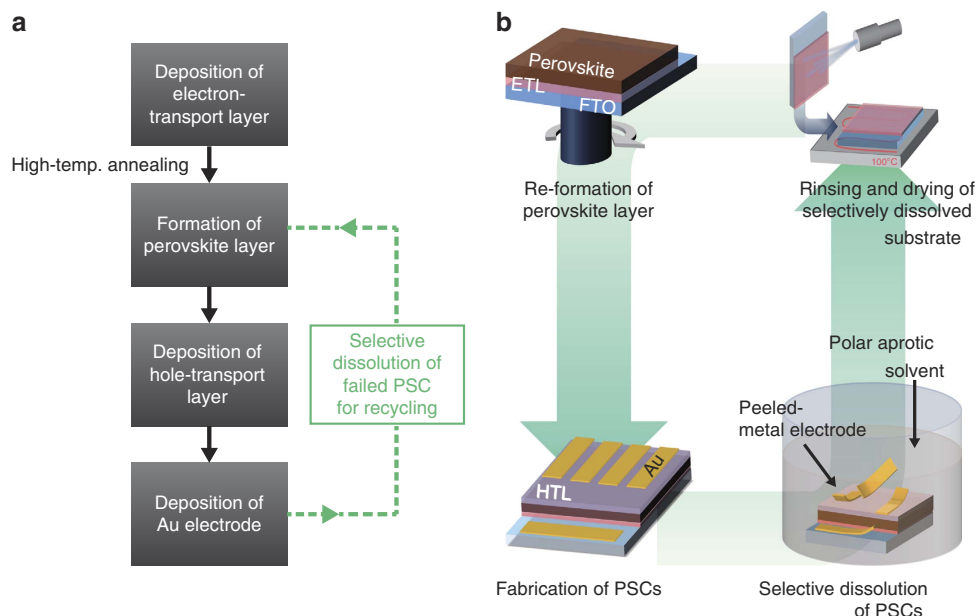 a
Deposition of
electron-
transport layer
High-temp. annealing
Formation of
perovskite layer
Deposition of
hole-transport
layer
Deposition of
Au electrode
Selective
dissolution of
failed PSC
for recycling
b
Perovskite
ETL
FTO
Re-formation of
perovskite layer
100°C
Rinsing and drying of
selectively dissolved
substrate
Au
HTL
Fabrication of PSCs
Polar aprotic
solvent
Peeled-
metal electrode
Selective dissolution
of PSCs